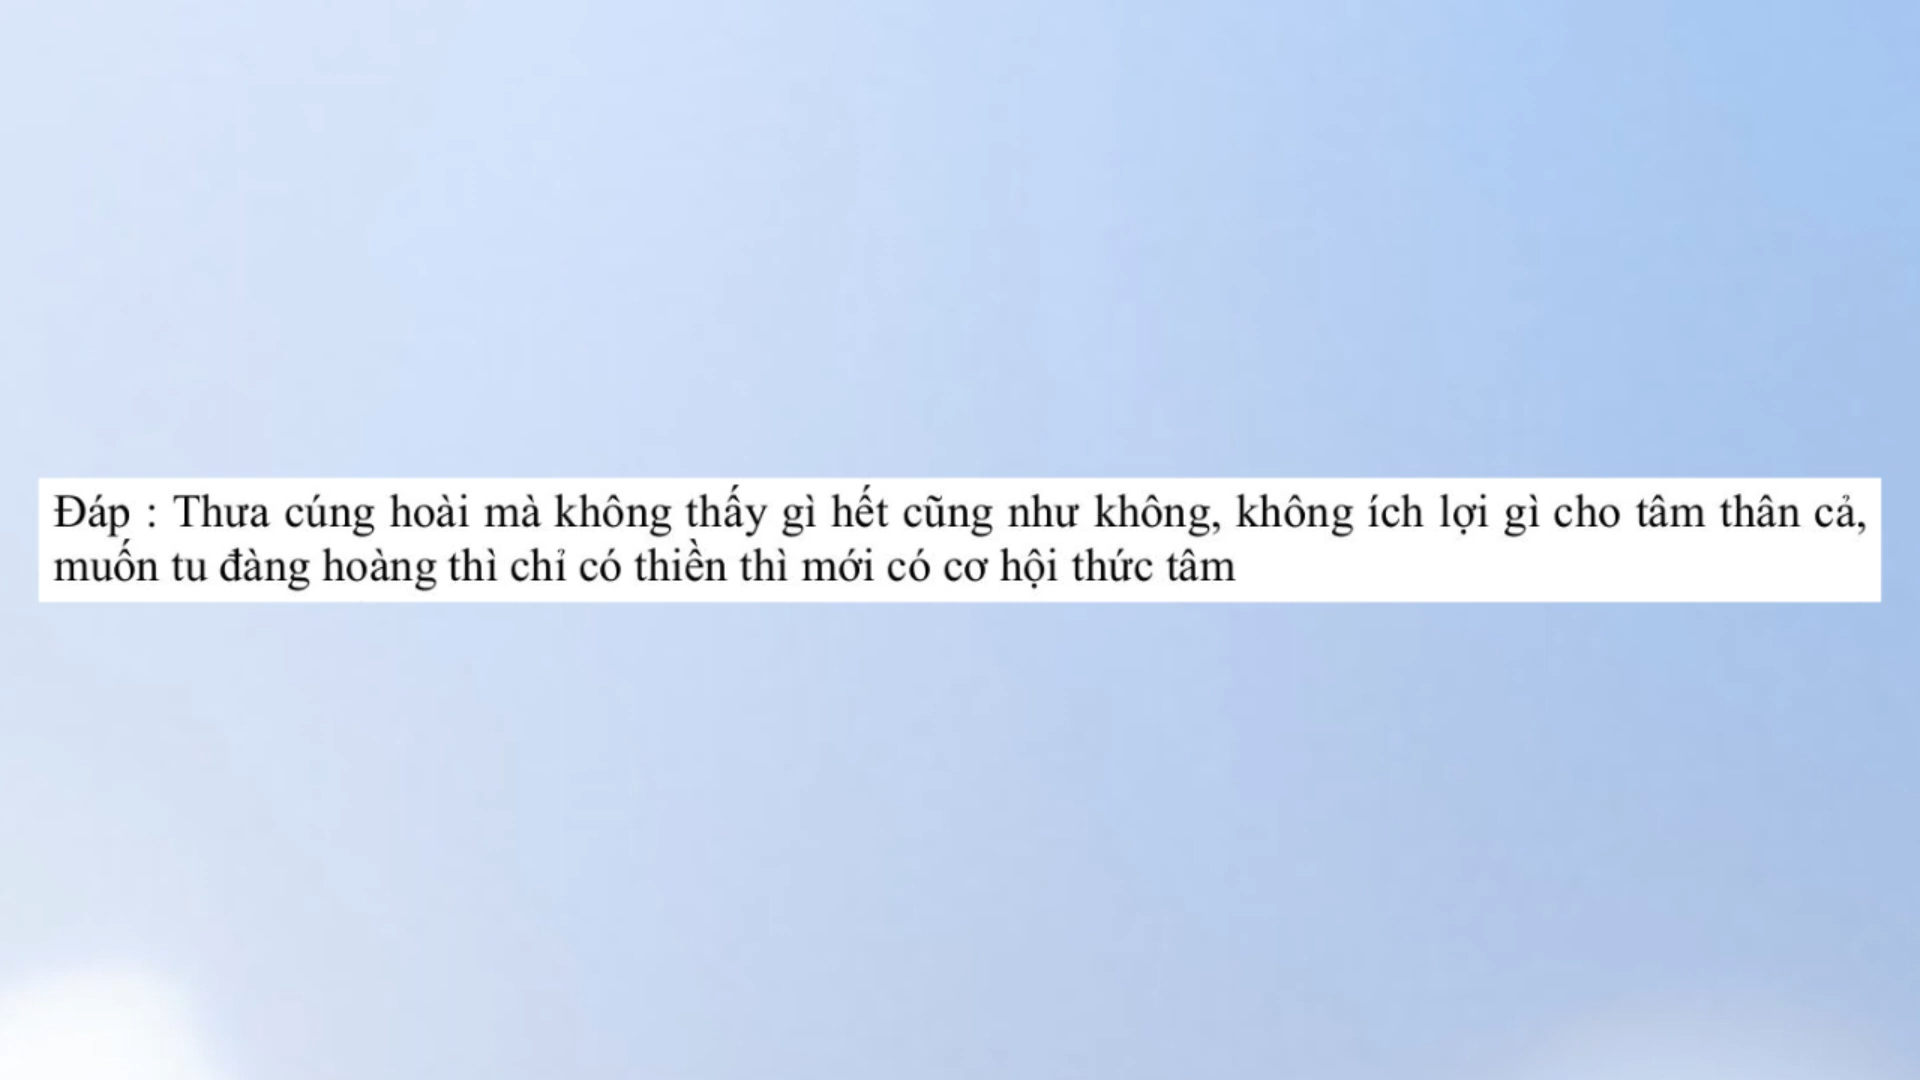 Đáp : Thưa cúng hoài mà không thấy gì hết cũng như không, không ích lợi gì cho tâm thân cả,
muốn tu đàng hoàng thì chỉ có thiền thì mới có cơ hội thức tâm